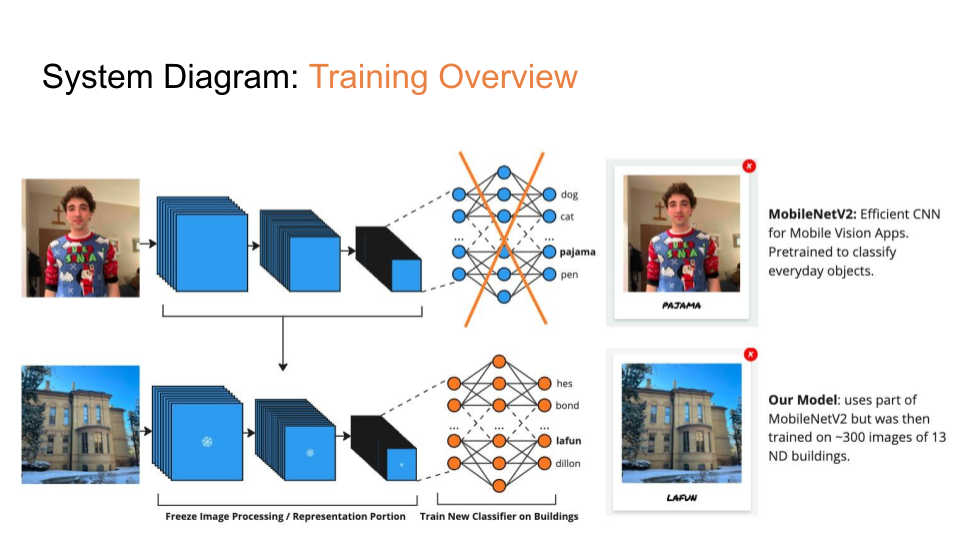 System Diagram: Training Overview
dog
cat
...
...
pajama
pen
X
PAJAMA
MobileNetV2: Efficient CNN
for Mobile Vision Apps.
Pretrained to classify
everyday objects.
hes
bond
... ... ...
lafun
dillon
X
LAFUN
Our Model: uses part of
MobileNetV2 but was then
trained on ~300 images of 13
ND buildings.
Freeze Image Processing / Representation Portion
Train New Classifier on Buildings